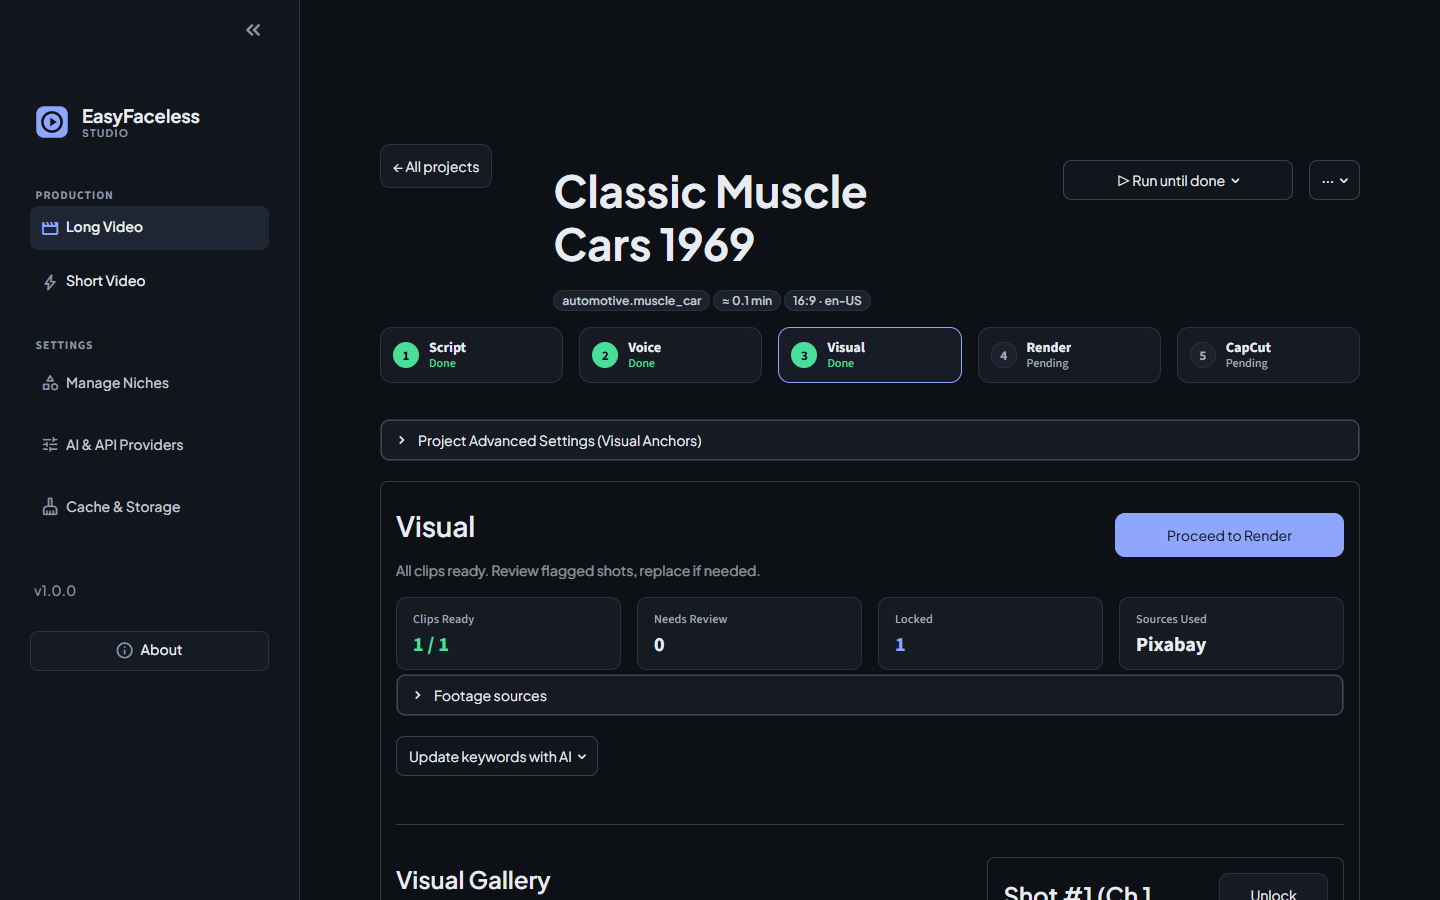 EasyFaceless
STUDIO
PRODUCTION
Long Video
Short Video
SETTINGS
Manage Niches
AI & API Providers
Cache & Storage
v1.0.0
About
← All projects
Classic Muscle
Cars 1969
▷ Run until done
...
automotive.muscle_car
≈ 0.1 min
16:9 · en-US
1
Script
Done
2
Voice
Done
3
Visual
Done
4
Render
Pending
5
CapCut
Pending
Project Advanced Settings (Visual Anchors)
Visual
Proceed to Render
All clips ready. Review flagged shots, replace if needed.
Clips Ready
1 / 1
Needs Review
0
Locked
1
Sources Used
Pixabay
Footage sources
Update keywords with AI
Visual Gallery
Shot #1 (Ch 1
Unlock